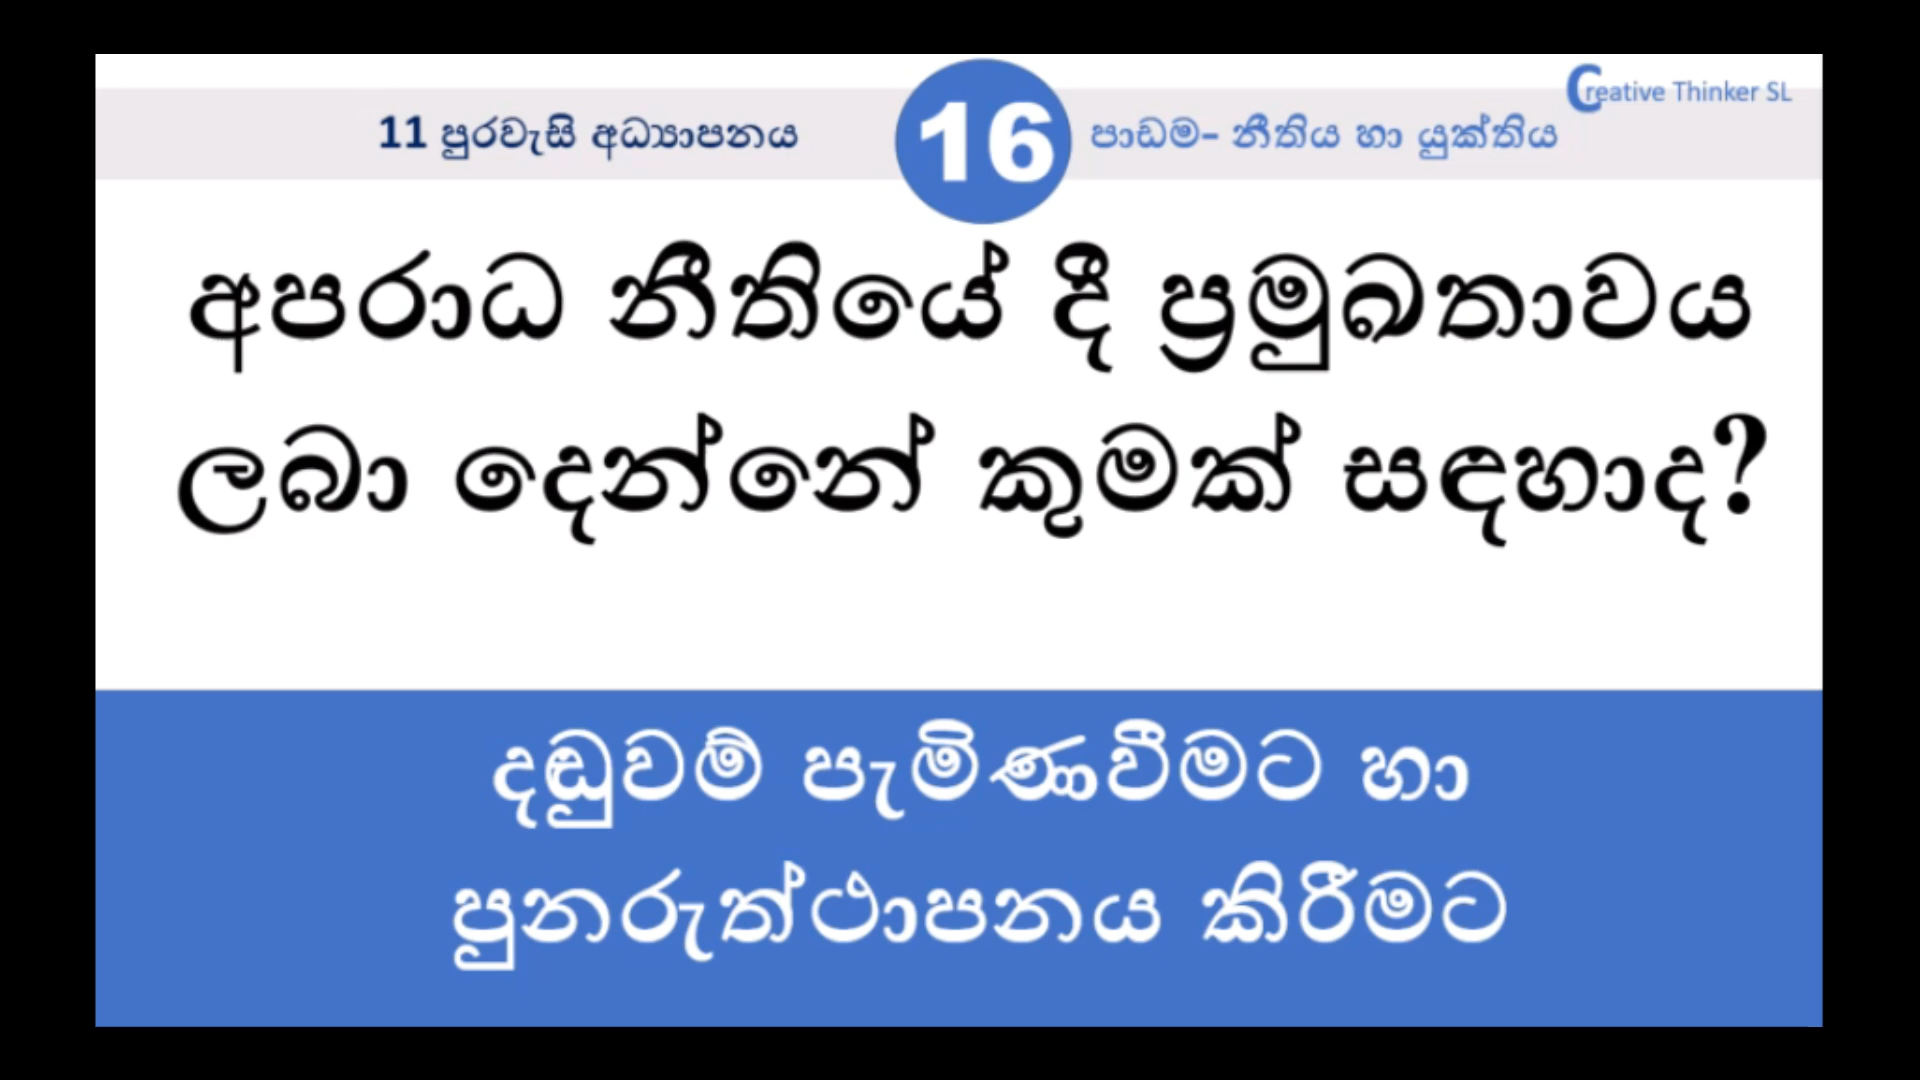 Creative Thinker SL
11 පුරවැසි අධ්‍යාපනය
16
පාඩම– නීතිය හා යුක්තිය
අපරාධ නීතියේ දී ප්‍රමුඛතාවය
ලබා දෙන්නේ කුමක් සඳහාද?
දඬුවම් පැමිණවීමට හා
පුනරුත්ථාපනය කිරීමට